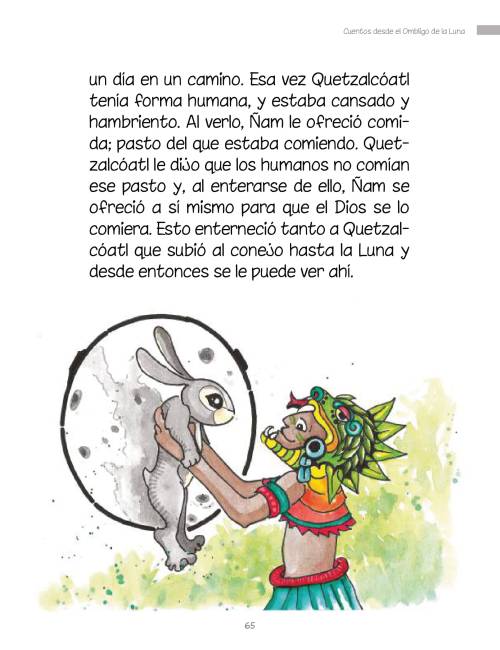 Cuentos desde el Ombligo de la Luna
un día en un camino. Esa vez Quetzalcóatl
tenía forma humana, y estaba cansado y
hambriento. Al verlo, Ñam le ofreció comi-
da; pasto del que estaba comiendo. Quet-
zalcóatl le dijo que los humanos no comían
ese pasto y, al enterarse de ello, Ñam se
ofreció a sí mismo para que el Dios se lo
comiera. Esto enterneció tanto a Quetzal-
cóatl que subió al conejo hasta la Luna y
desde entonces se le puede ver ahí.
65